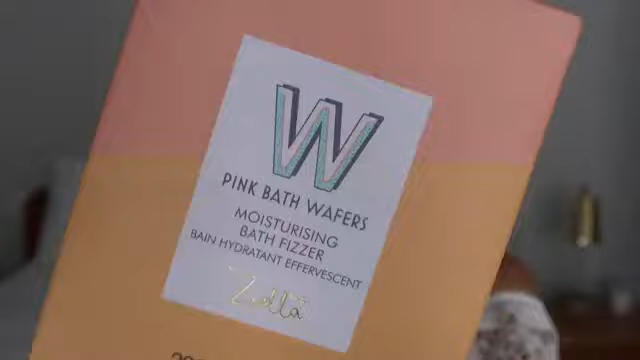 W
PINK BATH WAFERS
MOISTURISING
BATH FIZZER
BAIN HYDRATANT EFFERVESCENT
Zoella